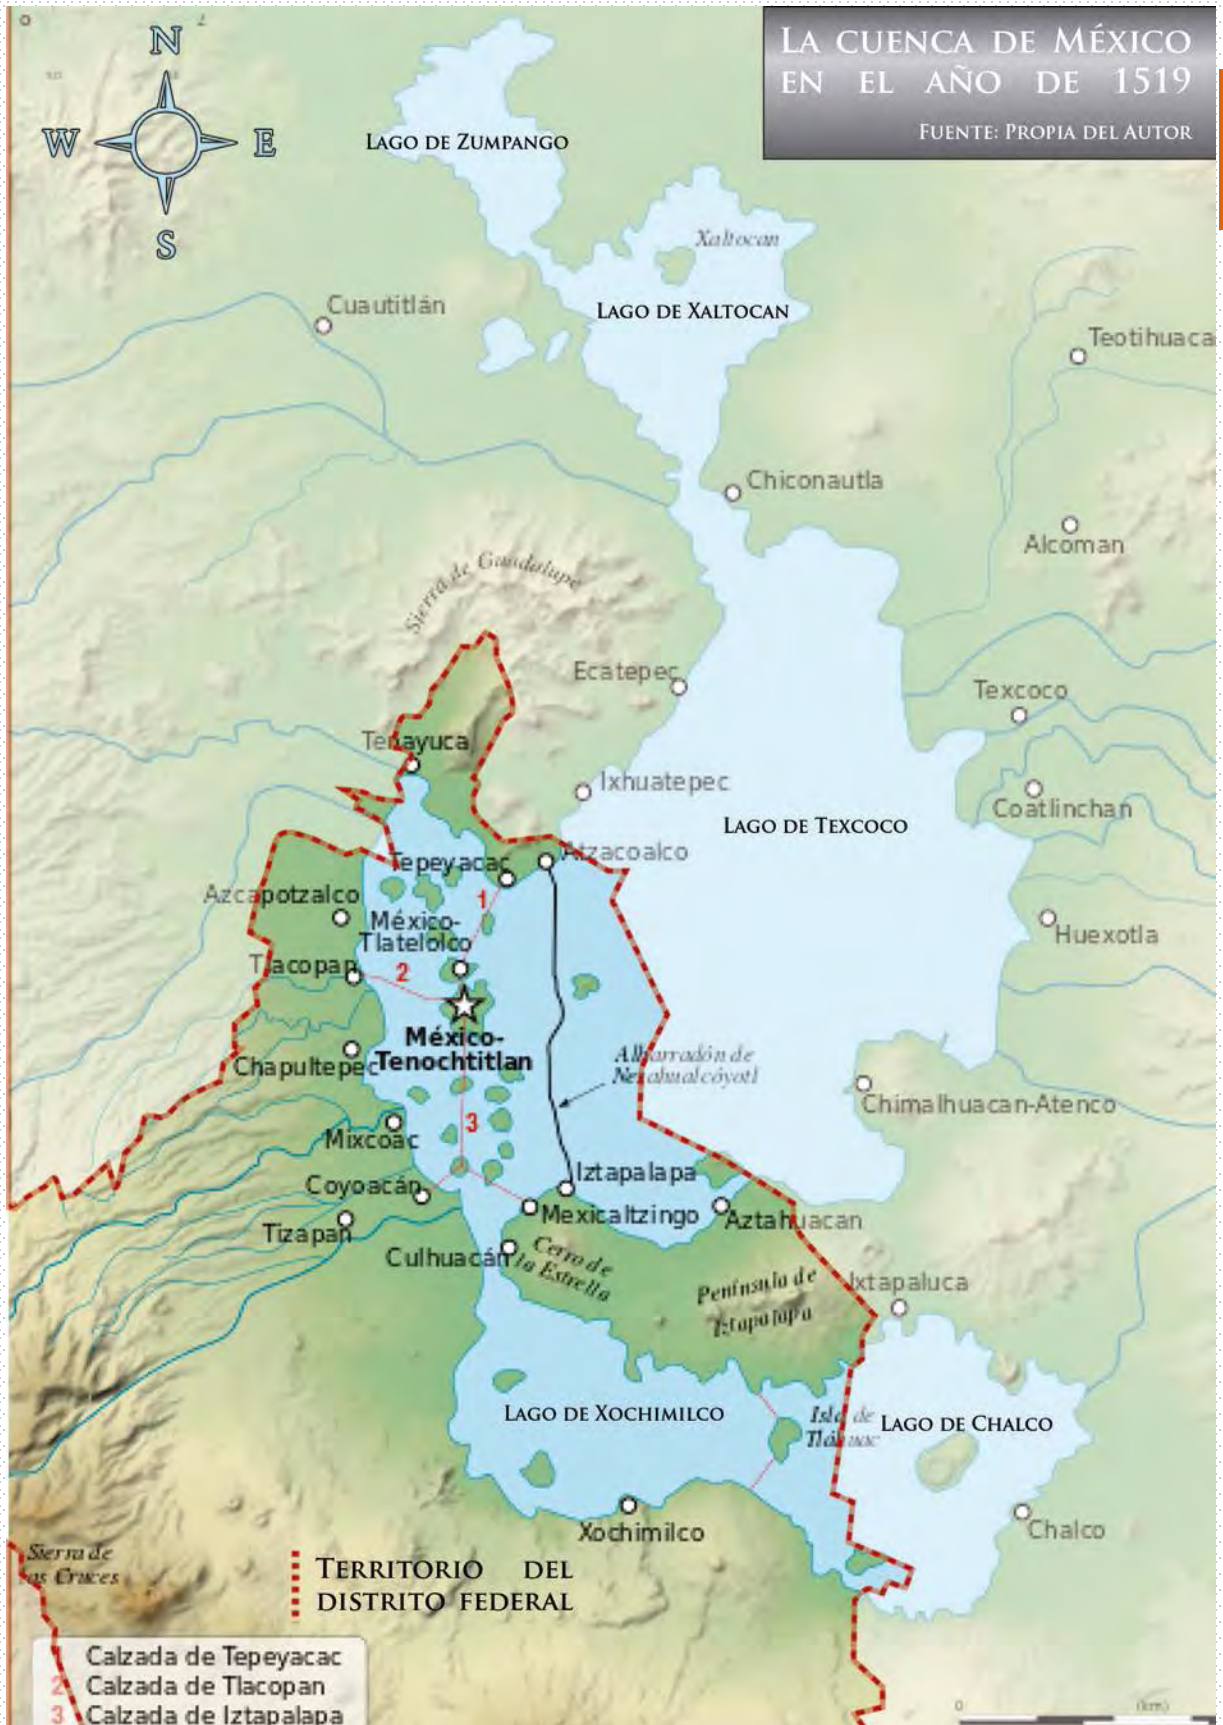 LA CUENCA DE MÉXICO
EN EL AÑO DE 1519
FUENTE: PROPIA DEL AUTOR
N
W
E
S
LAGO DE ZUMPANGO
Xaltocan
LAGO DE XALTOCAN
Cuautitlán
Teotihuaca
Chiconautla
Alcoman
Sierra de Guadalupe
Ecatepec
Texcoco
Tenayuca
Ixhuatepec
Coatlinchan
LAGO DE TEXCOCO
Atzacoalco
Tepeyacac
Azcapotzalco
1
México-
Tlatelolco
Huexotla
Tlacopan
2
México-
Tenochtitlan
Chapultepec
Albarradón de
Nezahualcóyotl
Chimalhuacan-Atenco
3
Mixcoac
Iztapalapa
Coyoacán
Mexicaltzingo
Aztahuacan
Tizapan
Culhuacán
Cerro de
la Estrella
Península de
Iztapalapa
Ixtapaluca
LAGO DE XOCHIMILCO
Isla de
Tláhuac
LAGO DE CHALCO
Xochimilco
Chalco
Sierra de
as Cruces
TERRITORIO DEL
DISTRITO FEDERAL
Calzada de Tepeyacac
2 Calzada de Tlacopan
3 Calzada de Iztapalapa
0 (km)